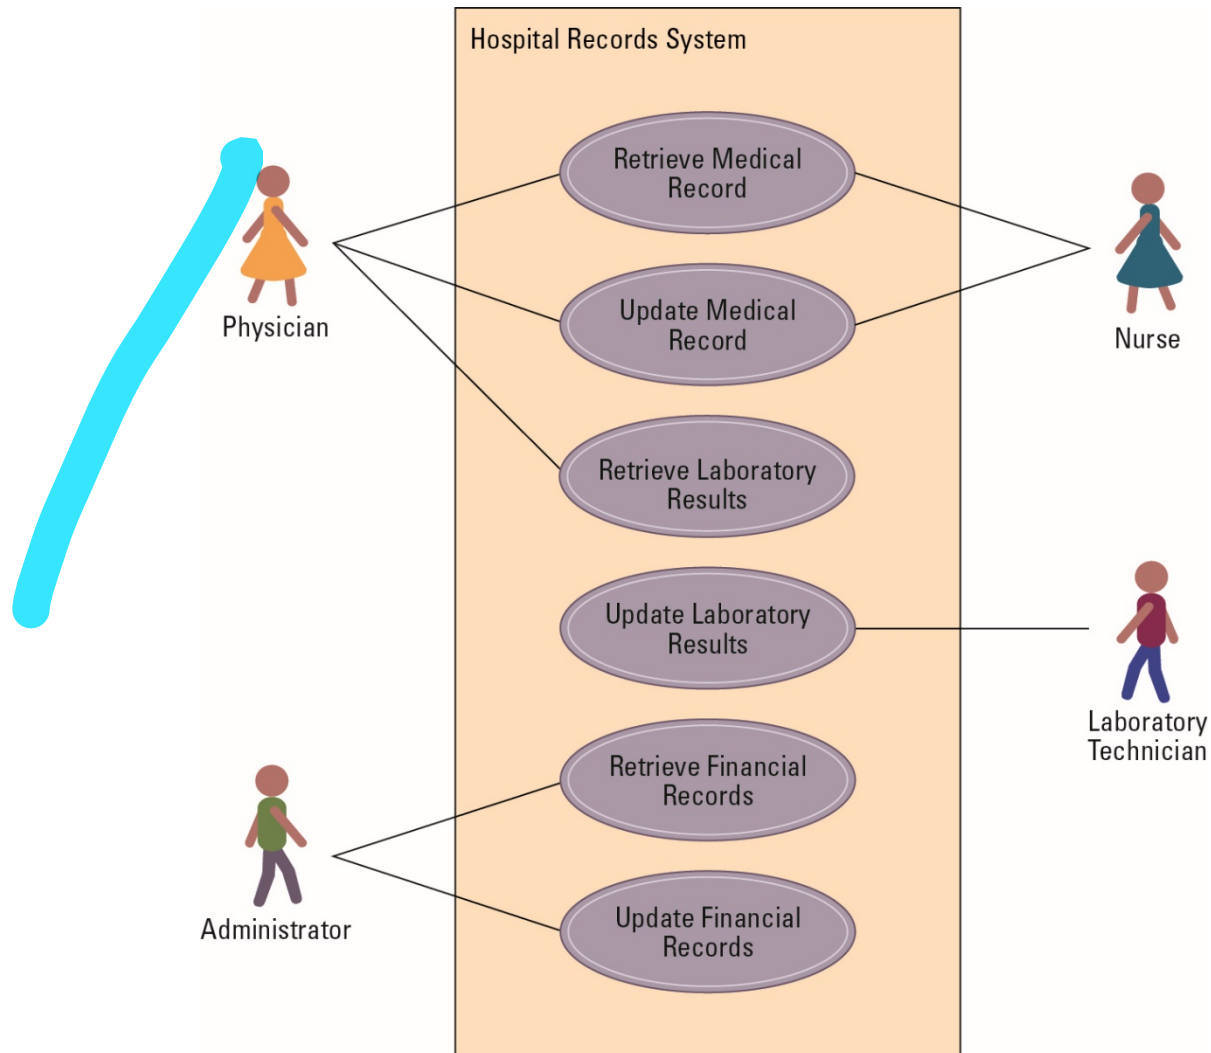 Hospital Records System
Retrieve Medical
Record
Update Medical
Record
Physician
Nurse
Retrieve Laboratory
Results
Update Laboratory
Results
Laboratory
Technician
Retrieve Financial
Records
Administrator
Update Financial
Records